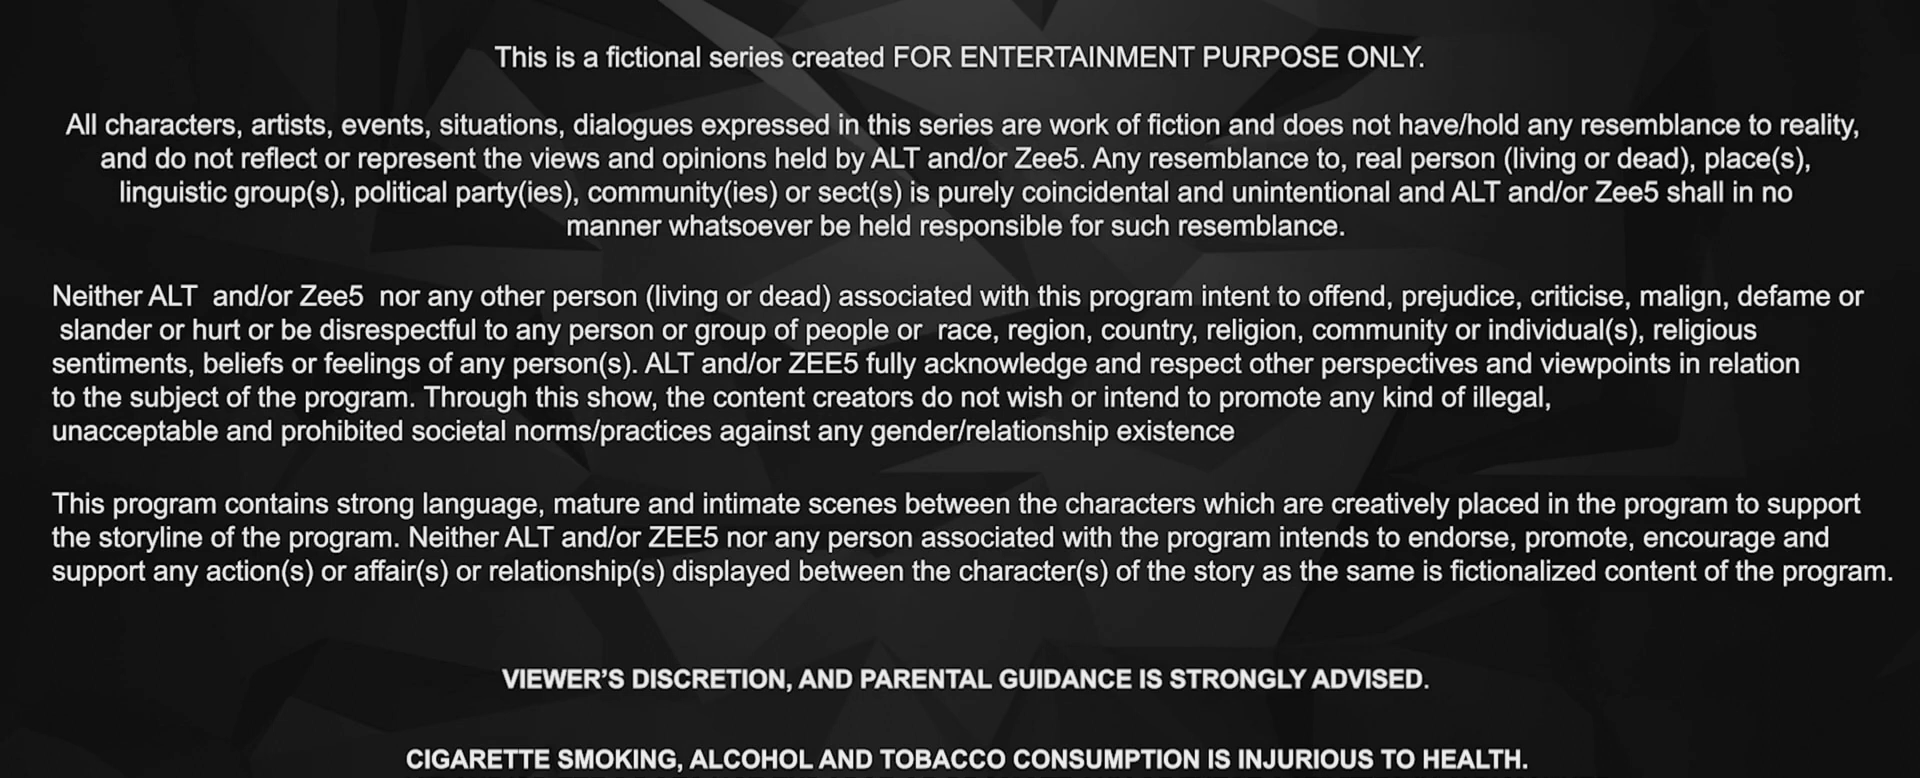 This is a fictional series created FOR ENTERTAINMENT PURPOSE ONLY.
All characters, artists, events, situations, dialogues expressed in this series are work of fiction and does not have/hold any resemblance to reality,
and do not reflect or represent the views and opinions held by ALT and/or Zee5. Any resemblance to, real person (living or dead), place(s),
linguistic group(s), political party(ies), community(ies) or sect(s) is purely coincidental and unintentional and ALT and/or Zee5 shall in no
manner whatsoever be held responsible for such resemblance.
Neither ALT and/or Zee5 nor any other person (living or dead) associated with this program intent to offend, prejudice, criticise, malign, defame or
slander or hurt or be disrespectful to any person or group of people or race, region, country, religion, community or individual(s), religious
sentiments, beliefs or feelings of any person(s). ALT and/or ZEE5 fully acknowledge and respect other perspectives and viewpoints in relation
to the subject of the program. Through this show, the content creators do not wish or intend to promote any kind of illegal,
unacceptable and prohibited societal norms/practices against any gender/relationship existence
This program contains strong language, mature and intimate scenes between the characters which are creatively placed in the program to support
the storyline of the program. Neither ALT and/or ZEE5 nor any person associated with the program intends to endorse, promote, encourage and
support any action(s) or affair(s) or relationship(s) displayed between the character(s) of the story as the same is fictionalized content of the program.
VIEWER’S DISCRETION, AND PARENTAL GUIDANCE IS STRONGLY ADVISED.
CIGARETTE SMOKING, ALCOHOL AND TOBACCO CONSUMPTION IS INJURIOUS TO HEALTH.